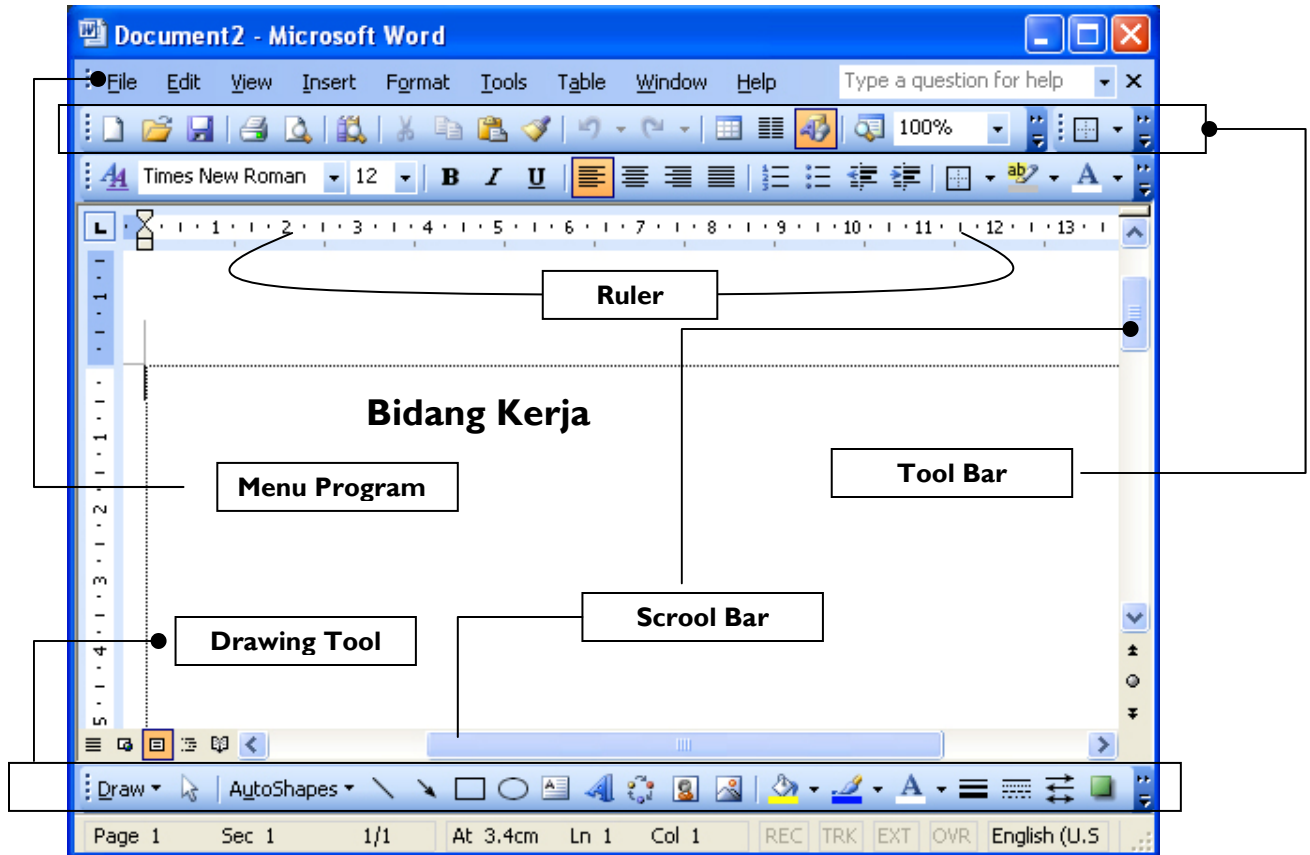 Document2 - Microsoft Word
File Edit View Insert Format Tools Table Window Help Type a question for help
100%
Times New Roman 12 B I U
1 2 3 4 5 6 7 8 9 10 11 12 13
Ruler
1
Bidang Kerja
1
Menu Program
Tool Bar
2
3
Scrool Bar
Drawing Tool
4
5
Draw AutoShapes
Page 1 Sec 1 1/1 At 3.4cm Ln 1 Col 1 REC TRK EXT OVR English (U.S